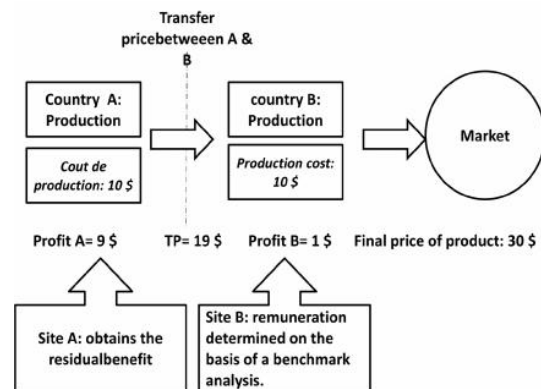 Transfer
pricebetweeen A &
B
Country A:
Production
country B:
Production
Market
Cout de
production: 10 $
Production cost:
10 $
Profit A= 9 $
TP= 19 $
Profit B= 1 $
Final price of product: 30 $
Site A: obtains the
residualbenefit
Site B: remuneration
determined on the
basis of a benchmark
analysis.